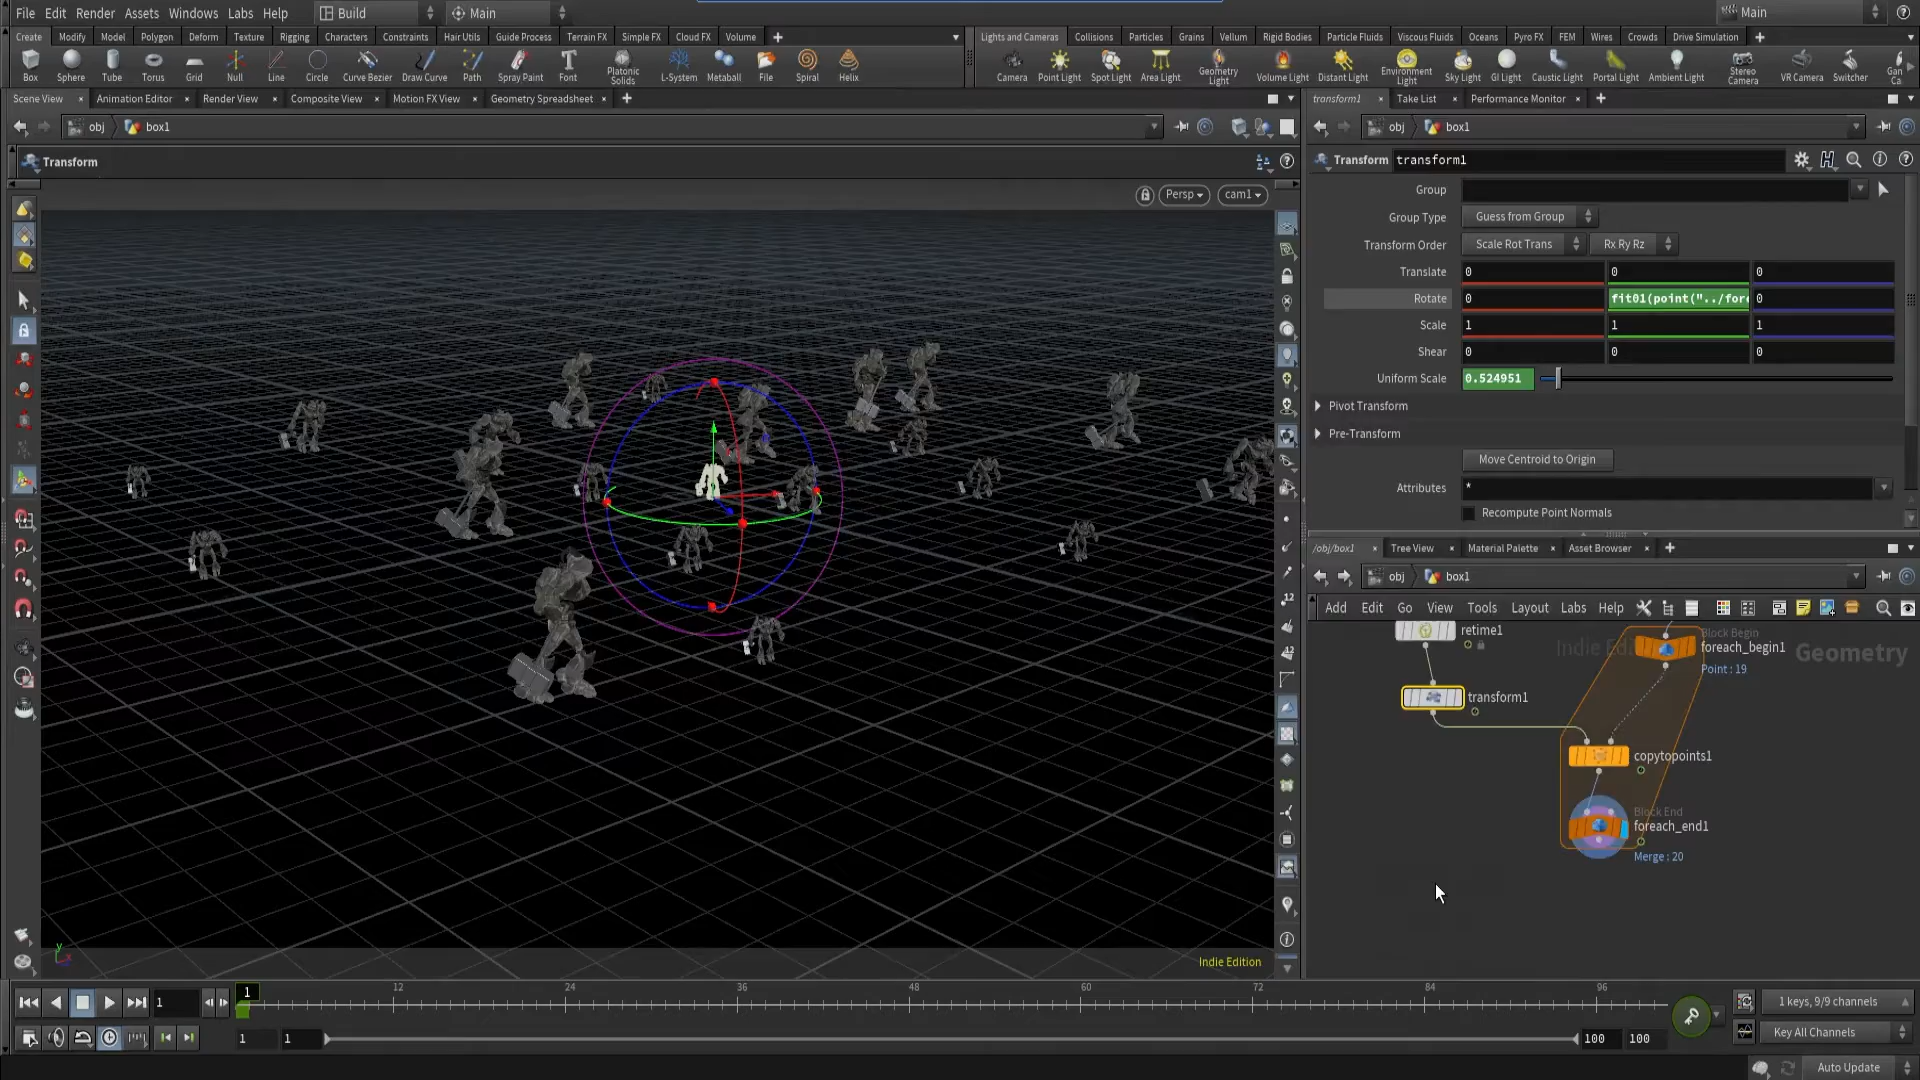 File Edit Render Assets Windows Labs Help Build Main Main
Create Modify Model Polygon Deform Texture Rigging Characters Constraints Hair Utils Guide Process Terrain FX Simple FX Cloud FX Volume
Lights and Cameras Collisions Particles Grains Vellum Rigid Bodies Particle Fluids Viscous Fluids Oceans Pyro FX FEM Wires Crowds Drive Simulation
Box Sphere Tube Torus Grid Null Line Circle Curve Bezier Draw Curve Path Spray Paint Font Platonic Solids L-System Metaball File Spiral Helix
Camera Point Light Spot Light Area Light Geometry Light Volume Light Distant Light Environment Light Sky Light GI Light Caustic Light Portal Light Ambient Light Stereo Camera VR Camera Switcher Gan Ca
Scene View Animation Editor Render View Composite View Motion FX View Geometry Spreadsheet
transform1 Take List Performance Monitor
obj box1
obj box1
Transform
Transform transform1
Persp cam1
Group
Group Type Guess from Group
Transform Order Scale Rot Trans Rx Ry Rz
Translate 0 0 0
Rotate 0 fit01(point("../fore 0
Scale 1 1 1
Shear 0 0 0
Uniform Scale 0.524951
Pivot Transform
Pre-Transform
Move Centroid to Origin
Attributes *
Recompute Point Normals
/obj/box1 Tree View Material Palette Asset Browser
obj box1
Add Edit Go View Tools Layout Labs Help
retime1
Block Begin
foreach_begin1
Point : 19
Indie Edi
Geometry
transform1
copytopoints1
Block End
foreach_end1
Merge : 20
12
12
y
x
Indie Edition
1 1 12 24 36 48 60 72 84 96
1 keys, 9/9 channels
1 1 100 100
Key All Channels
Auto Update